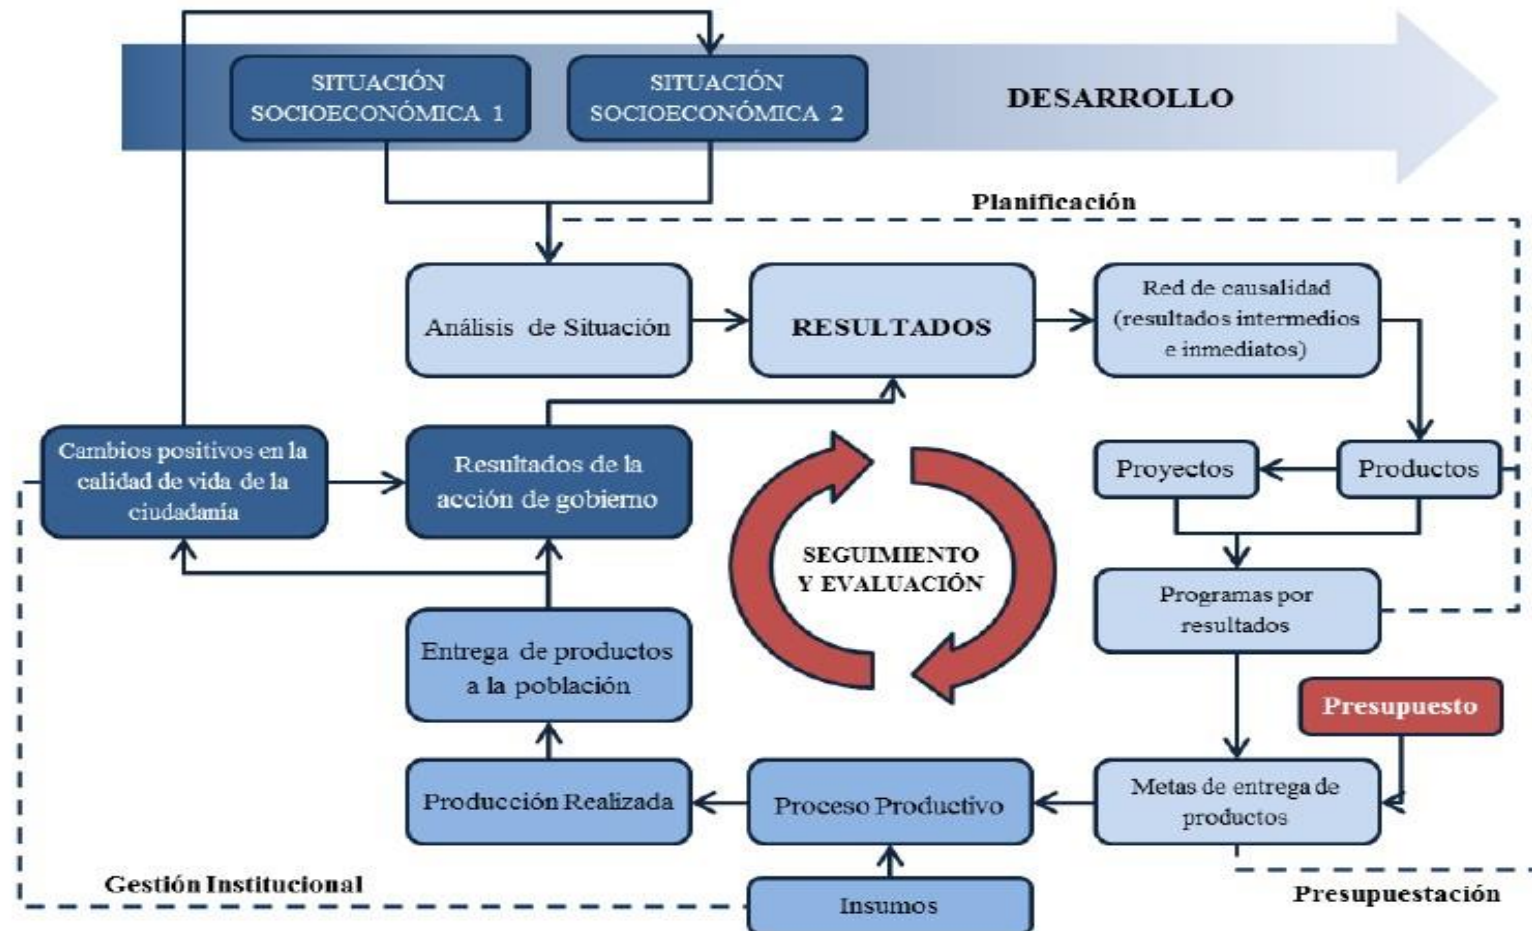 SITUACIÓN
SOCIOECONÓMICA 1
SITUACIÓN
SOCIOECONÓMICA 2
DESARROLLO
Planificación
Análisis de Situación
RESULTADOS
Red de causalidad
(resultados intermedios
e inmediatos)
Cambios positivos en la
calidad de vida de la
ciudadanía
Resultados de la
acción de gobierno
Proyectos
Productos
SEGUIMIENTO
Y EVALUACIÓN
Programas por
resultados
Entrega de productos
a la población
Presupuesto
Producción Realizada
Proceso Productivo
Metas de entrega de
productos
Gestión Institucional
Insumos
Presupuestación